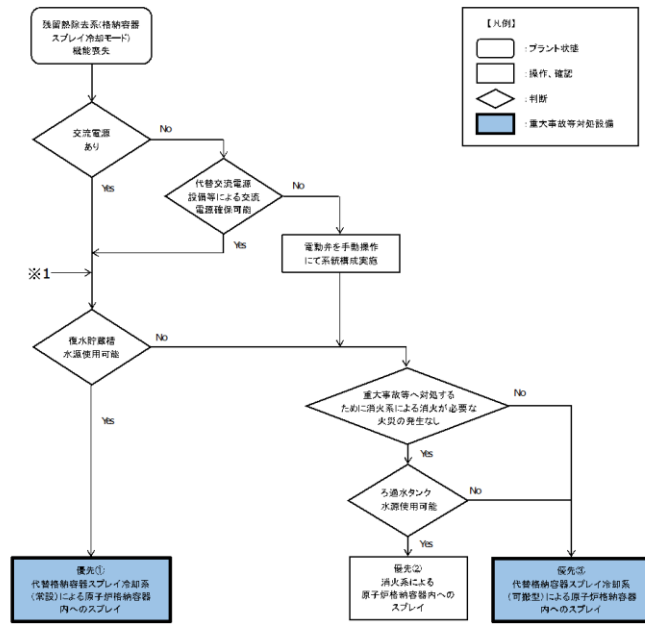 残留熱除去系(格納容器
スプレイ冷却モード)
機能喪失
【凡例】
:プラント状態
:操作、確認
:判断
:重大事故等対処設備
交流電源
あり
No
Yes
代替交流電源
設備等による交流
電源確保可能
No
Yes
電動弁を手動操作
にて系統構成実施
※1
復水貯蔵槽
水源使用可能
No
Yes
重大事故等へ対処する
ために消火系による消火が必要な
火災の発生なし
No
Yes
ろ過水タンク
水源使用可能
No
Yes
優先①
代替格納容器スプレイ冷却系
(常設)による原子炉格納容器
内へのスプレイ
優先②
消火系による
原子炉格納容器内への
スプレイ
優先③
代替格納容器スプレイ冷却系
(可搬型)による原子炉格納容器
内へのスプレイ